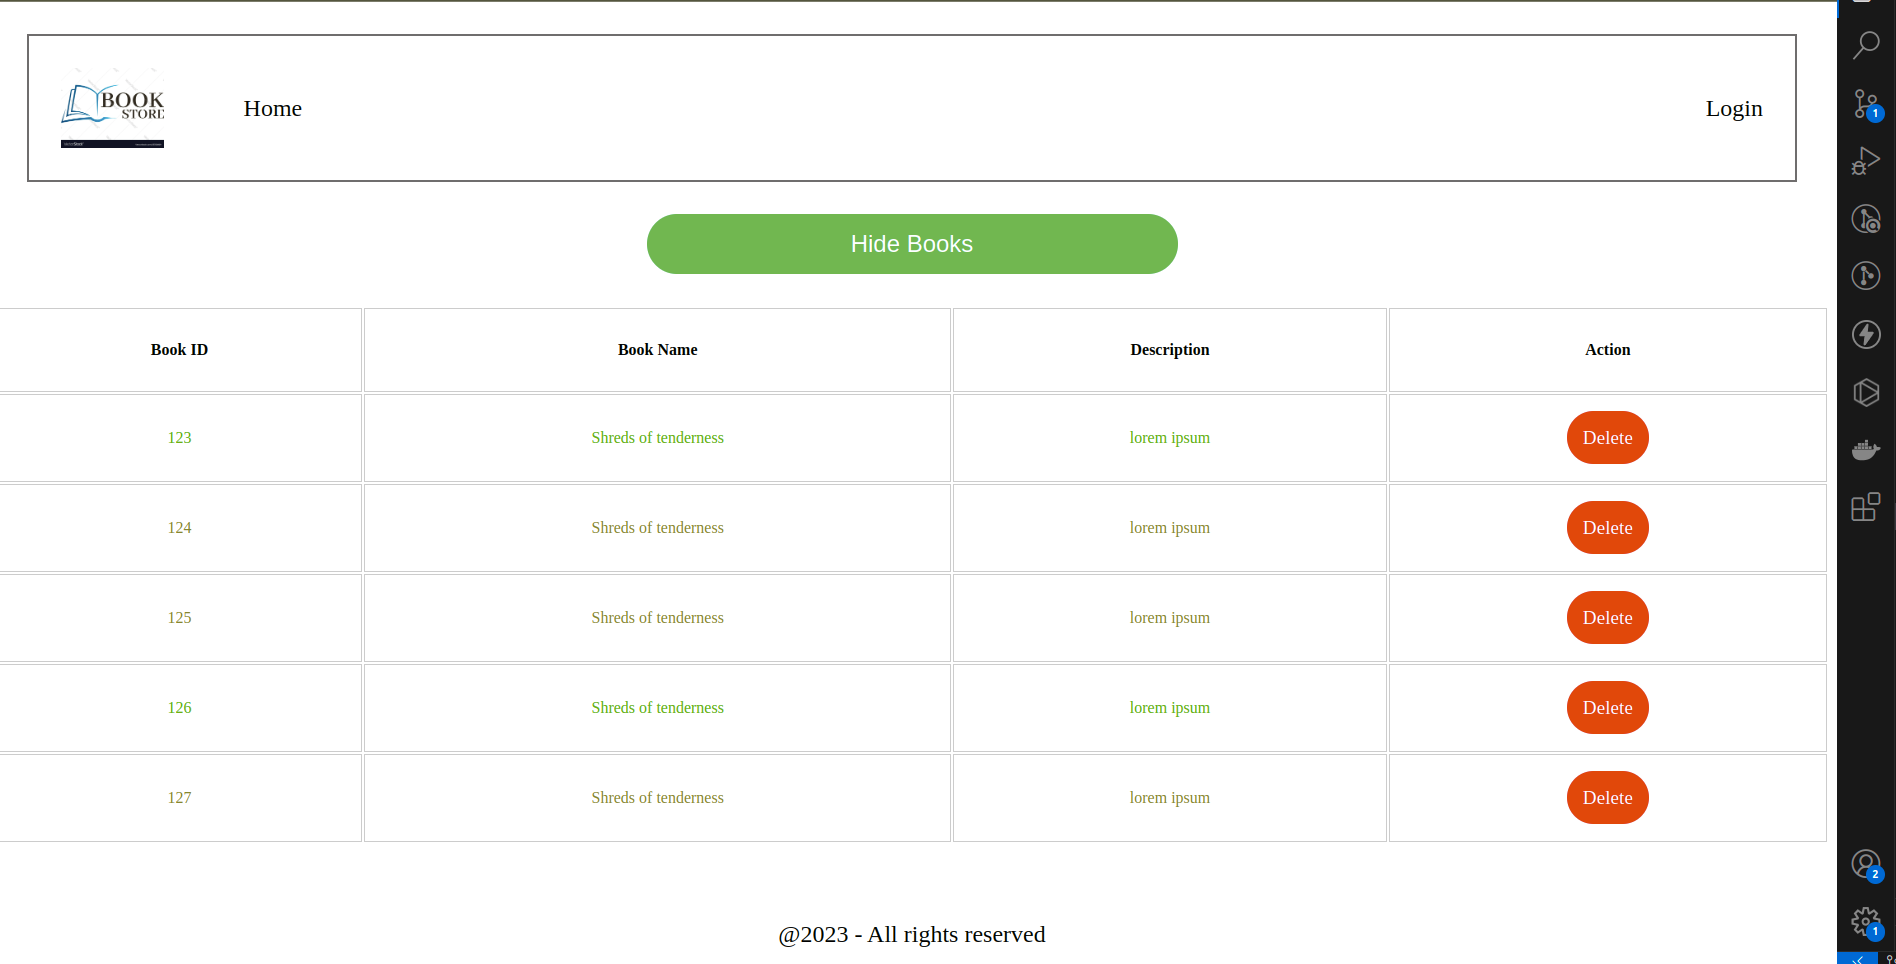 BOOK
STORE
Home
Login
1
Hide Books
Book ID Book Name Description Action
123 Shreds of tenderness lorem ipsum Delete
124 Shreds of tenderness lorem ipsum Delete
125 Shreds of tenderness lorem ipsum Delete
126 Shreds of tenderness lorem ipsum Delete
127 Shreds of tenderness lorem ipsum Delete
2
1
@2023 - All rights reserved